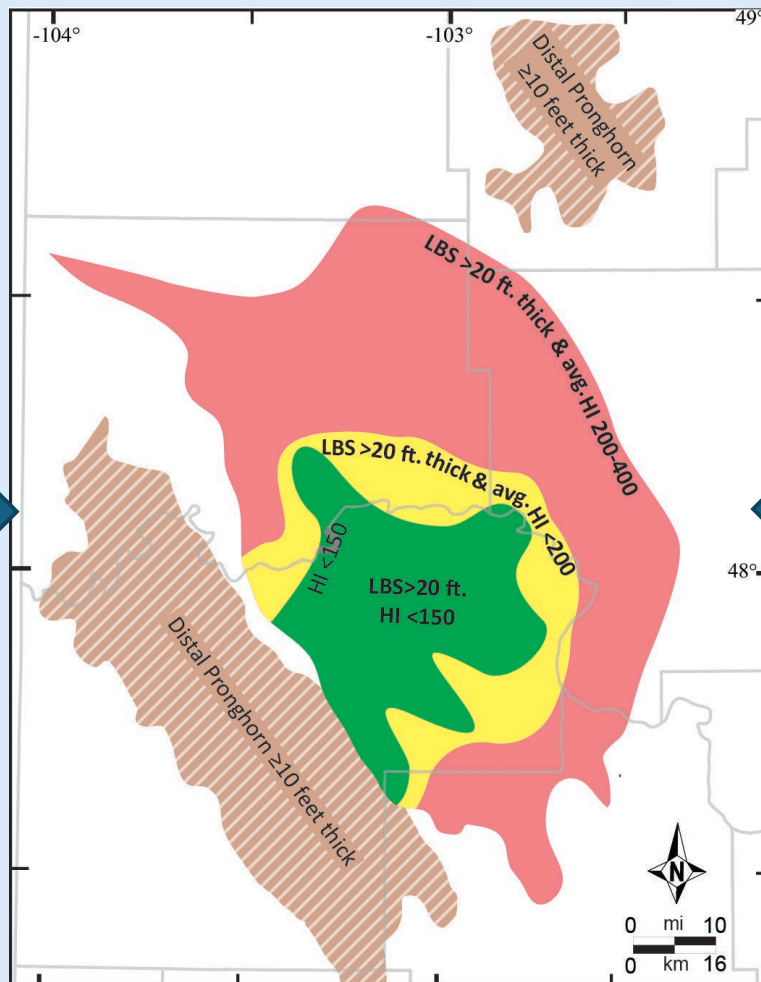 -104°
-103°
49°
Distal Pronghorn
≥10 feet thick
LBS >20 ft. thick & avg. HI 200-400
LBS >20 ft. thick & avg. HI <200
HI <150
LBS>20 ft.
HI <150
48°
Distal Pronghorn ≥10 feet thick
N
0 mi 10
0 km 16